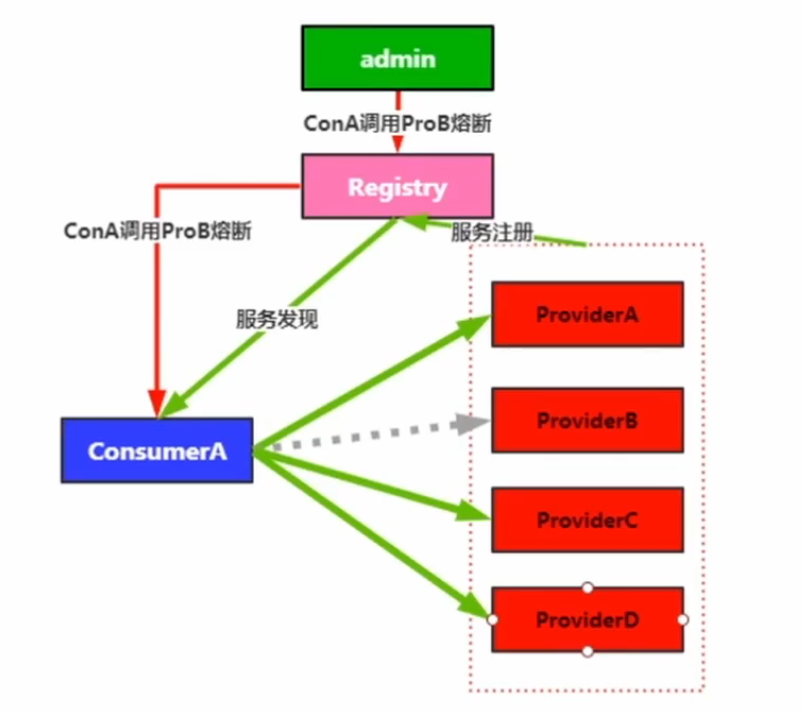 admin
ConA调用ProB熔断
Registry
ConA调用ProB熔断
服务注册
服务发现
ProviderA
ProviderB
ConsumerA
ProviderC
ProviderD